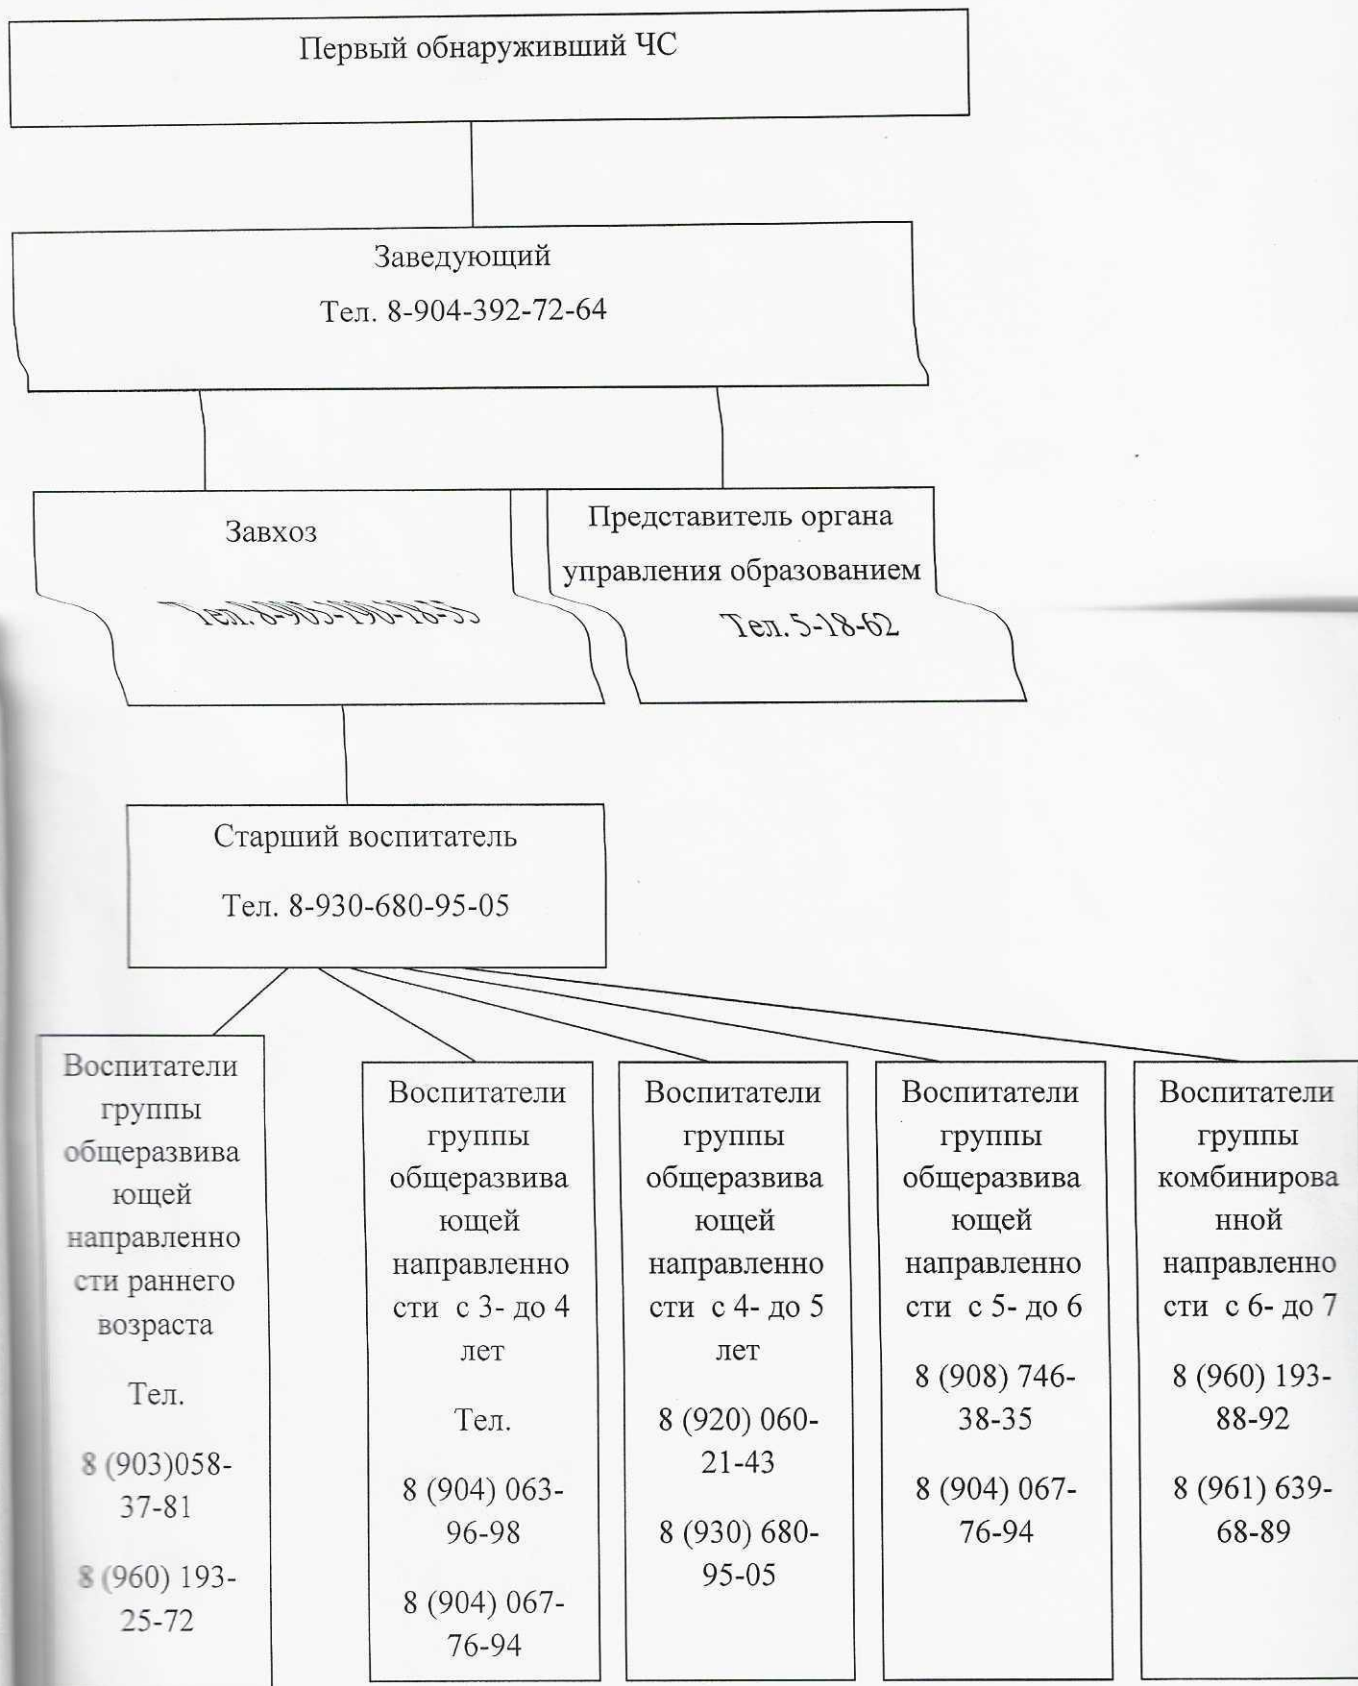 Первый обнаруживший ЧС
Заведующий
Тел. 8-904-392-72-64
Завхоз
Тел. 8-905-190-18-55
Представитель органа
управления образованием
Тел. 5-18-62
Старший воспитатель
Тел. 8-930-680-95-05
Воспитатели
группы
общеразвива
ющей
направленно
сти раннего
возраста
Тел.
8 (903)058-
37-81
8 (960) 193-
25-72
Воспитатели
группы
общеразвива
ющей
направленно
сти с 3- до 4
лет
Тел.
8 (904) 063-
96-98
8 (904) 067-
76-94
Воспитатели
группы
общеразвива
ющей
направленно
сти с 4- до 5
лет
8 (920) 060-
21-43
8 (930) 680-
95-05
Воспитатели
группы
общеразвива
ющей
направленно
сти с 5- до 6
8 (908) 746-
38-35
8 (904) 067-
76-94
Воспитатели
группы
комбинирова
нной
направленно
сти с 6- до 7
8 (960) 193-
88-92
8 (961) 639-
68-89